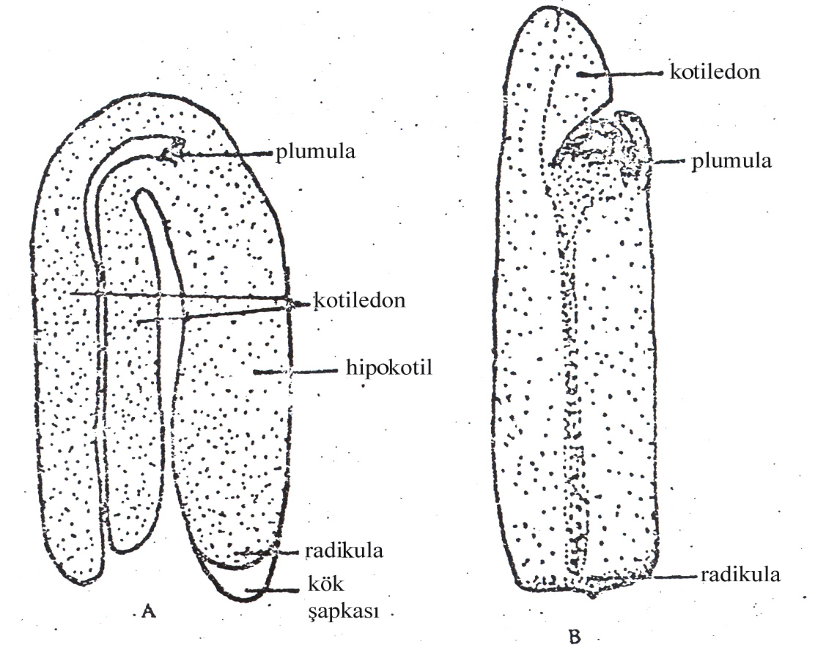 plumula
kotiledon
hipokotil
radikula
kök
şapkası
A
kotiledon
plumula
radikula
B